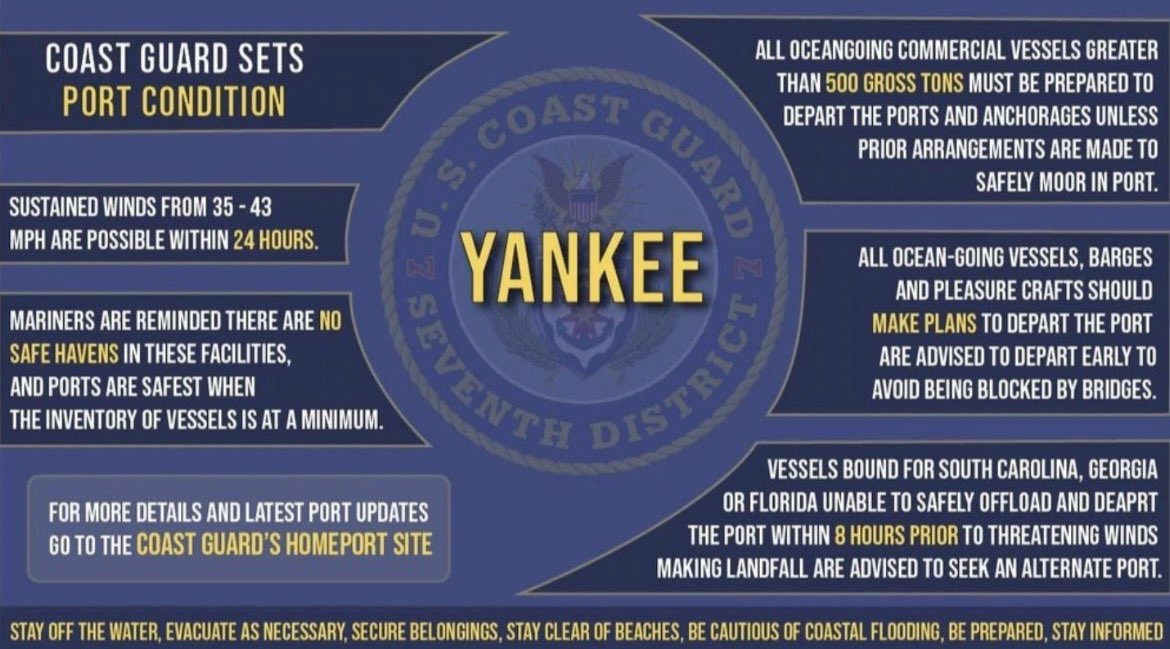 COAST GUARD SETS
PORT CONDITION
SUSTAINED WINDS FROM 35 - 43
MPH ARE POSSIBLE WITHIN 24 HOURS.
MARINERS ARE REMINDED THERE ARE NO
SAFE HAVENS IN THESE FACILITIES,
AND PORTS ARE SAFEST WHEN
THE INVENTORY OF VESSELS IS AT A MINIMUM.
FOR MORE DETAILS AND LATEST PORT UPDATES
GO TO THE COAST GUARD'S HOMEPORT SITE
U. S. COAST GUARD
YANKEE
SEVENTH DISTRICT
ALL OCEANGOING COMMERCIAL VESSELS GREATER
THAN 500 GROSS TONS MUST BE PREPARED TO
DEPART THE PORTS AND ANCHORAGES UNLESS
PRIOR ARRANGEMENTS ARE MADE TO
SAFELY MOOR IN PORT.
ALL OCEAN-GOING VESSELS, BARGES
AND PLEASURE CRAFTS SHOULD
MAKE PLANS TO DEPART THE PORT
ARE ADVISED TO DEPART EARLY TO
AVOID BEING BLOCKED BY BRIDGES.
VESSELS BOUND FOR SOUTH CAROLINA, GEORGIA
OR FLORIDA UNABLE TO SAFELY OFFLOAD AND DEAPRT
THE PORT WITHIN 8 HOURS PRIOR TO THREATENING WINDS
MAKING LANDFALL ARE ADVISED TO SEEK AN ALTERNATE PORT.
STAY OFF THE WATER, EVACUATE AS NECESSARY, SECURE BELONGINGS, STAY CLEAR OF BEACHES, BE CAUTIOUS OF COASTAL FLOODING, BE PREPARED, STAY INFORMED